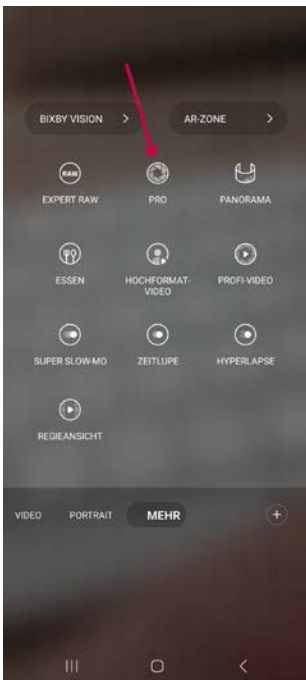 BIXBY VISION >
AR-ZONE >
RAW
EXPERT RAW
PRO
PANORAMA
ESSEN
HOCHFORMAT-
VIDEO
PROFI-VIDEO
SUPER SLOW-MO
ZEITLUPE
HYPERLAPSE
REGIEANSICHT
VIDEO
PORTRAIT
MEHR
+